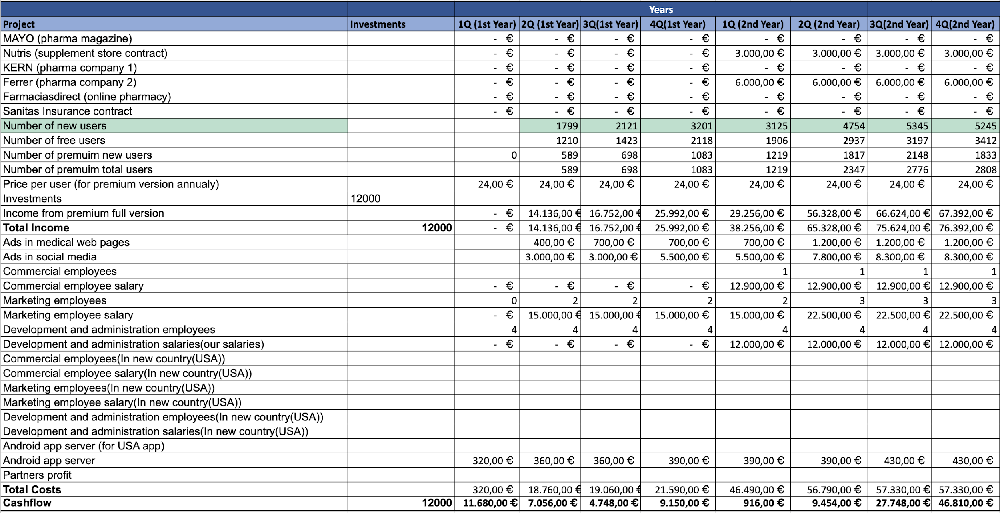 Years
Project Investments 1Q (1st Year) 2Q (1st Year) 3Q(1st Year) 4Q(1st Year) 1Q (2nd Year) 2Q (2nd Year) 3Q(2nd Year) 4Q(2nd Year)
MAYO (pharma magazine) - € - € - € - € - € - € - € - €
Nutris (supplement store contract) - € - € - € - € 3.000,00 € 3.000,00 € 3.000,00 € 3.000,00 €
KERN (pharma company 1) - € - € - € - € - € - € - € - €
Ferrer (pharma company 2) - € - € - € - € 6.000,00 € 6.000,00 € 6.000,00 € 6.000,00 €
Farmaciasdirect (online pharmacy) - € - € - € - € - € - € - € - €
Sanitas Insurance contract - € - € - € - € - € - € - € - €
Number of new users 1799 2121 3201 3125 4754 5345 5245
Number of free users 1210 1423 2118 1906 2937 3197 3412
Number of premuim new users 0 589 698 1083 1219 1817 2148 1833
Number of premuim total users 589 698 1083 1219 2347 2776 2808
Price per user (for premium version annualy) 24,00 € 24,00 € 24,00 € 24,00 € 24,00 € 24,00 € 24,00 € 24,00 €
Investments 12000
Income from premium full version - € 14.136,00 € 16.752,00 € 25.992,00 € 29.256,00 € 56.328,00 € 66.624,00 € 67.392,00 €
Total Income 12000 - € 14.136,00 € 16.752,00 € 25.992,00 € 38.256,00 € 65.328,00 € 75.624,00 € 76.392,00 €
Ads in medical web pages 400,00 € 700,00 € 700,00 € 700,00 € 1.200,00 € 1.200,00 € 1.200,00 €
Ads in social media 3.000,00 € 3.000,00 € 5.500,00 € 5.500,00 € 7.800,00 € 8.300,00 € 8.300,00 €
Commercial employees 1 1 1 1
Commercial employee salary - € - € - € - € 12.900,00 € 12.900,00 € 12.900,00 € 12.900,00 €
Marketing employees 0 2 2 2 2 3 3 3
Marketing employee salary - € 15.000,00 € 15.000,00 € 15.000,00 € 15.000,00 € 22.500,00 € 22.500,00 € 22.500,00 €
Development and administration employees 4 4 4 4 4 4 4 4
Development and administration salaries(our salaries) - € - € - € - € 12.000,00 € 12.000,00 € 12.000,00 € 12.000,00 €
Commercial employees(In new country(USA))
Commercial employee salary(In new country(USA))
Marketing employees(In new country(USA))
Marketing employee salary(In new country(USA))
Development and administration employees(In new country(USA))
Development and administration salaries(In new country(USA))
Android app server (for USA app)
Android app server 320,00 € 360,00 € 360,00 € 390,00 € 390,00 € 390,00 € 430,00 € 430,00 €
Partners profit
Total Costs 320,00 € 18.760,00 € 19.060,00 € 21.590,00 € 46.490,00 € 56.790,00 € 57.330,00 € 57.330,00 €
Cashflow 12000 11.680,00 € 7.056,00 € 4.748,00 € 9.150,00 € 916,00 € 9.454,00 € 27.748,00 € 46.810,00 €